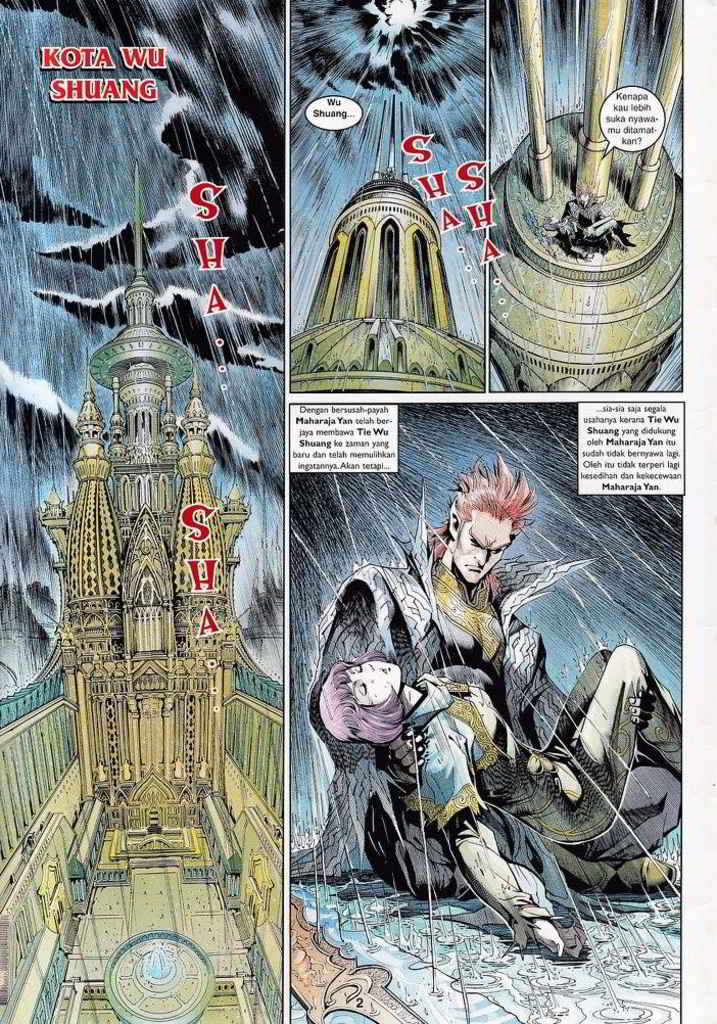 KOTA WU
SHUANG
SHA...
SHA...
Wu
Shuang...
SHA...
SHA...
Kenapa
kau lebih
suka nyawa-
mu ditamat-
kan?
Dengan bersusah-payah
Maharaja Yan telah ber-
jaya membawa Tie Wu
Shuang ke zaman yang
baru dan telah memulihkan
ingatannya. Akan tetapi...
...sia-sia saja segala
usahanya kerana Tie Wu
Shuang yang didukung
oleh Maharaja Yan itu
sudah tidak bernyawa lagi.
Oleh itu tidak terperi lagi
kesedihan dan kekecewaan
Maharaja Yan.
2